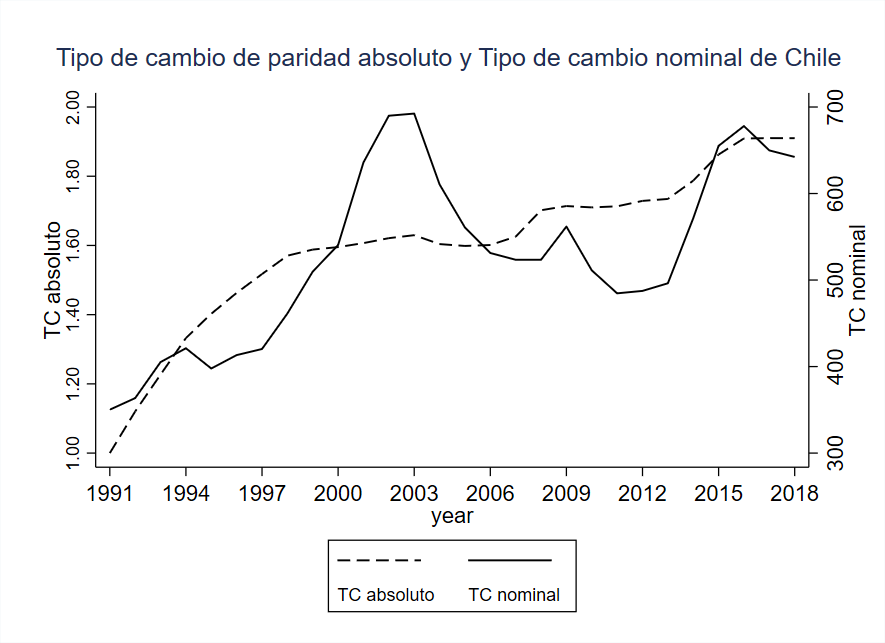 Tipo de cambio de paridad absoluto y Tipo de cambio nominal de Chile
TC absoluto
2.00
1.80
1.60
1.40
1.20
1.00
700
600
500
400
300
TC nominal
1991 1994 1997 2000 2003 2006 2009 2012 2015 2018
year
TC absoluto TC nominal